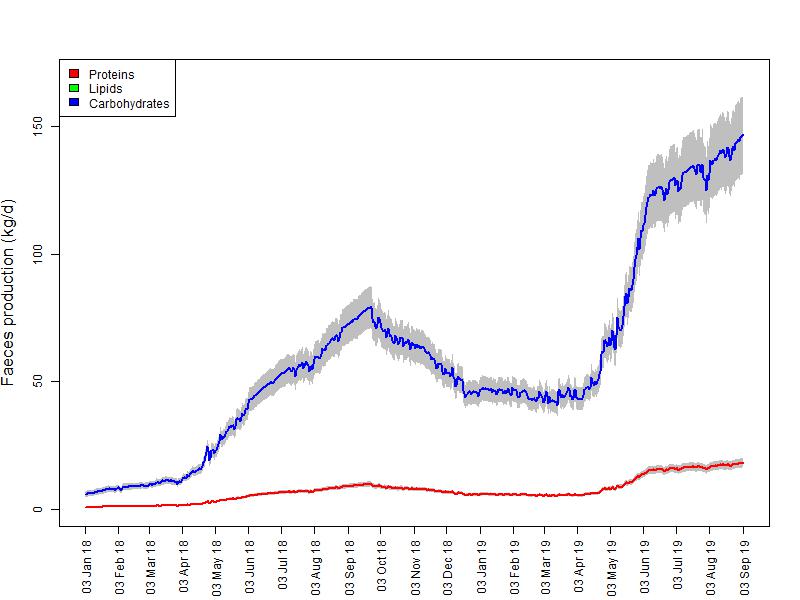 Proteins
Lipids
Carbohydrates
Faeces production (kg/d)
150
100
50
0
03 Jan 18
03 Feb 18
03 Mar 18
03 Apr 18
03 May 18
03 Jun 18
03 Jul 18
03 Aug 18
03 Sep 18
03 Oct 18
03 Nov 18
03 Dec 18
03 Jan 19
03 Feb 19
03 Mar 19
03 Apr 19
03 May 19
03 Jun 19
03 Jul 19
03 Aug 19
03 Sep 19